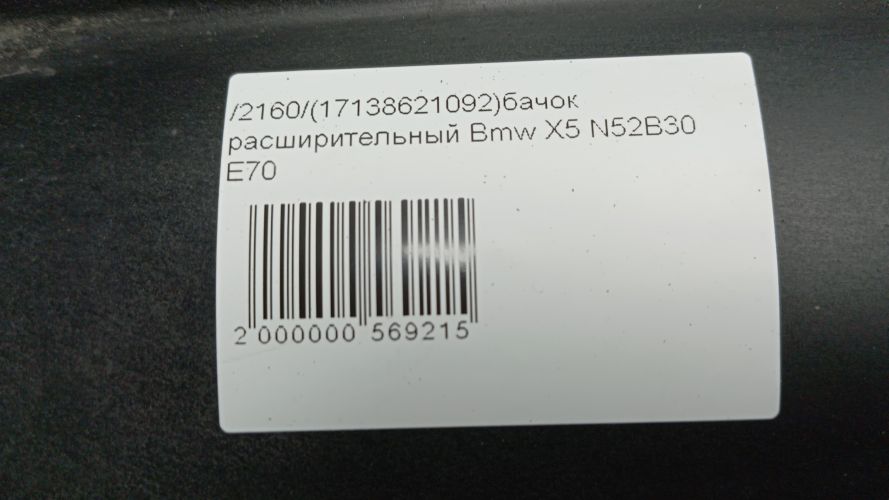 /2160/(17138621092)бачок
расширительный Bmw X5 N52B30
E70
2 000000 569215